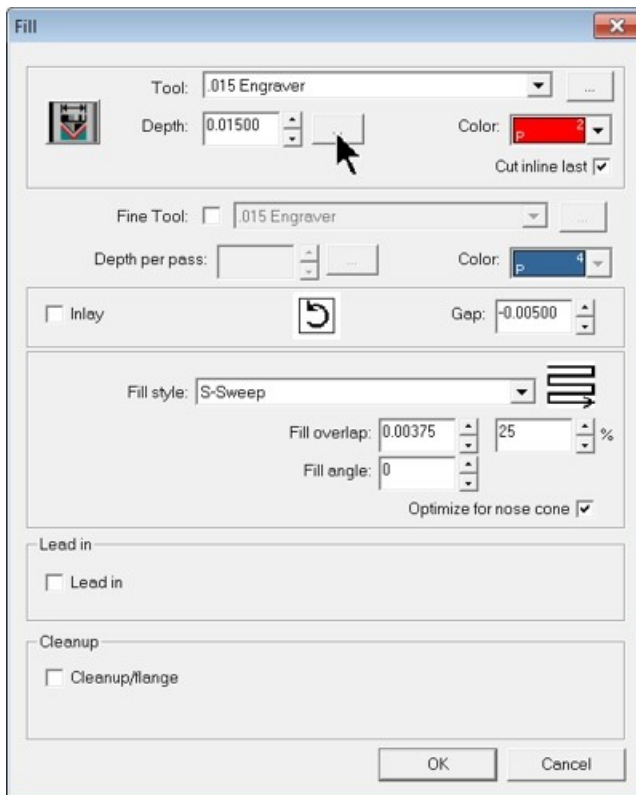 Fill
Tool: .015 Engraver ...
Depth: 0.01500 ... Color: P 2
Cut inline last
Fine Tool: .015 Engraver ...
Depth per pass: ... Color: P 4
Inlay Gap: -0.00500
Fill style: S-Sweep
Fill overlap: 0.00375 25 %
Fill angle: 0
Optimize for nose cone
Lead in
Lead in
Cleanup
Cleanup/flange
OK Cancel